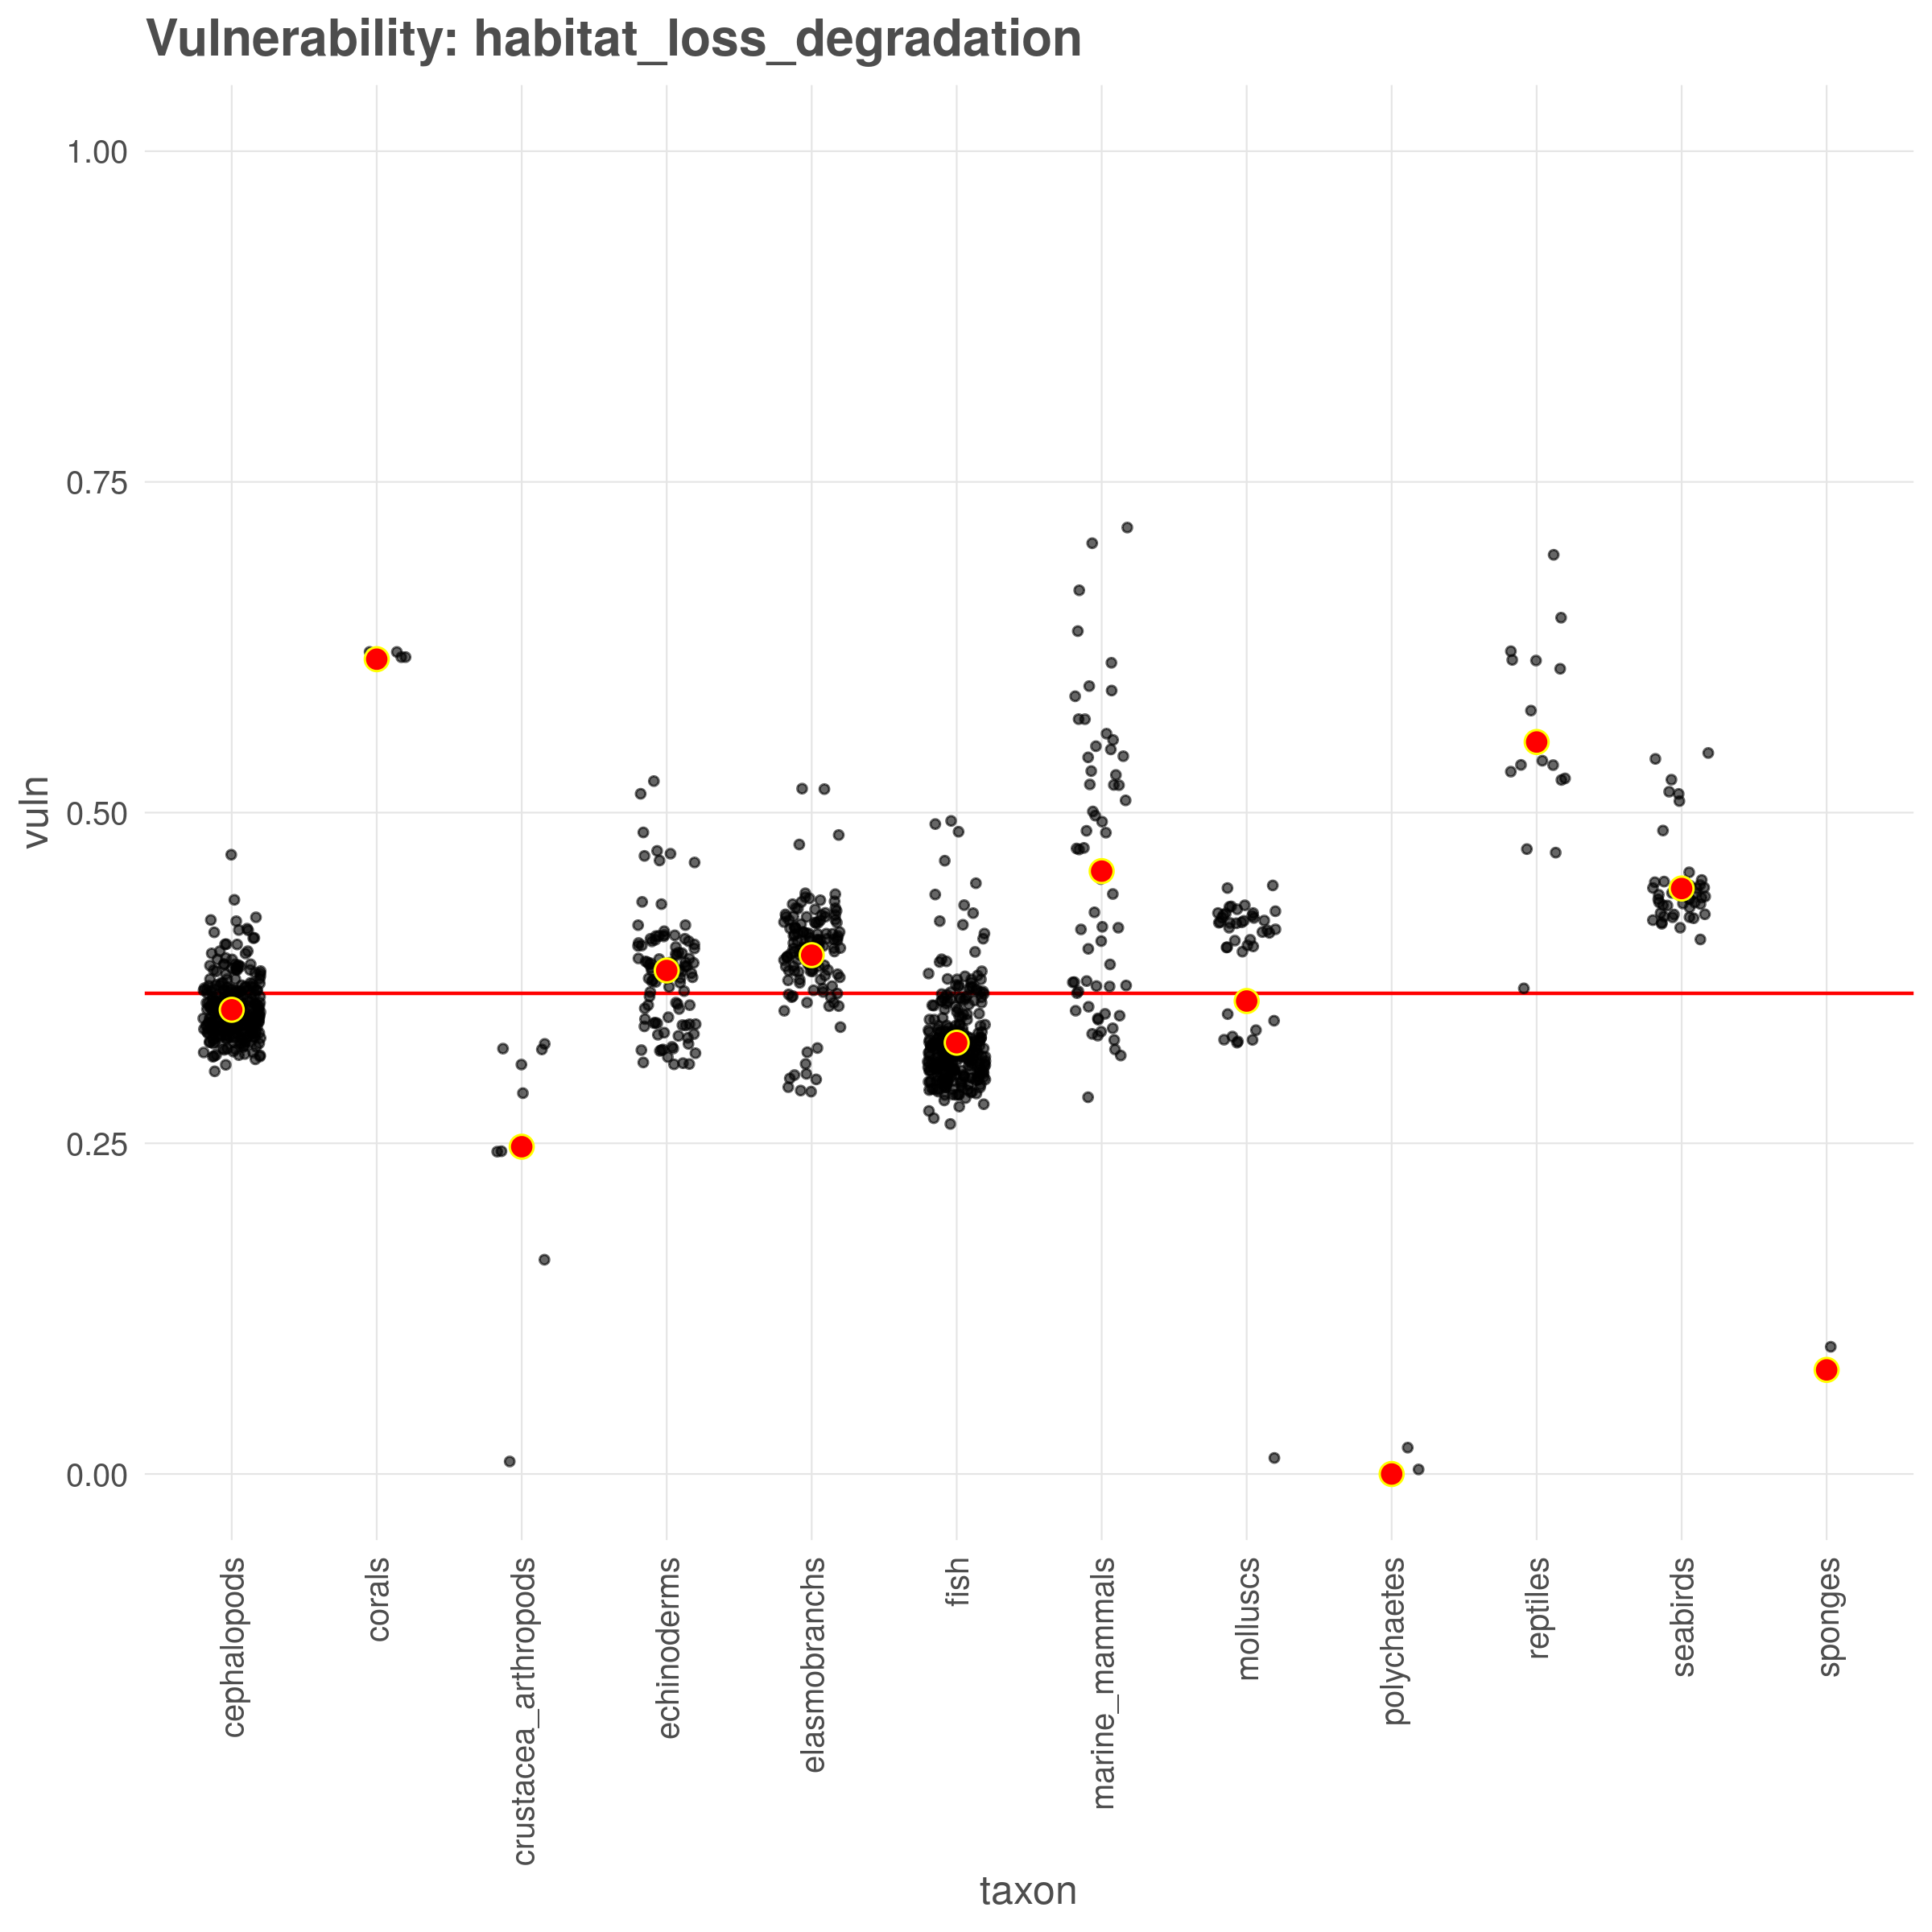 Vulnerability: habitat_loss_degradation
vuln
1.00
0.75
0.50
0.25
0.00
cephalopods
corals
crustacea_arthropods
echinoderms
elasmobranchs
fish
marine_mammals
molluscs
polychaetes
reptiles
seabirds
sponges
taxon